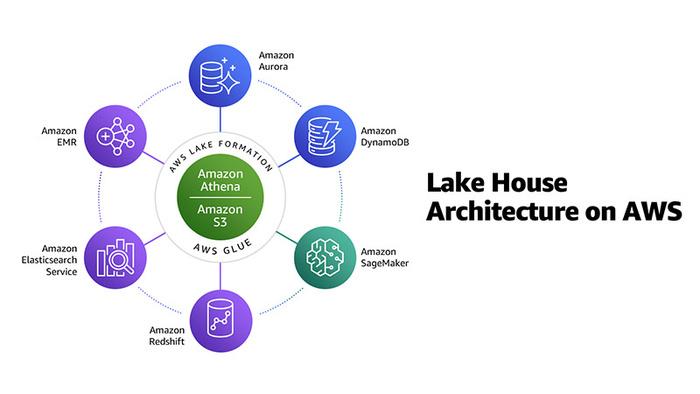 Amazon
Aurora
Amazon
EMR
Amazon
DynamoDB
AWS LAKE FORMATION
Amazon
Athena
Amazon
S3
AWS GLUE
Lake House
Architecture on AWS
Amazon
Elasticsearch
Service
Amazon
SageMaker
Amazon
Redshift